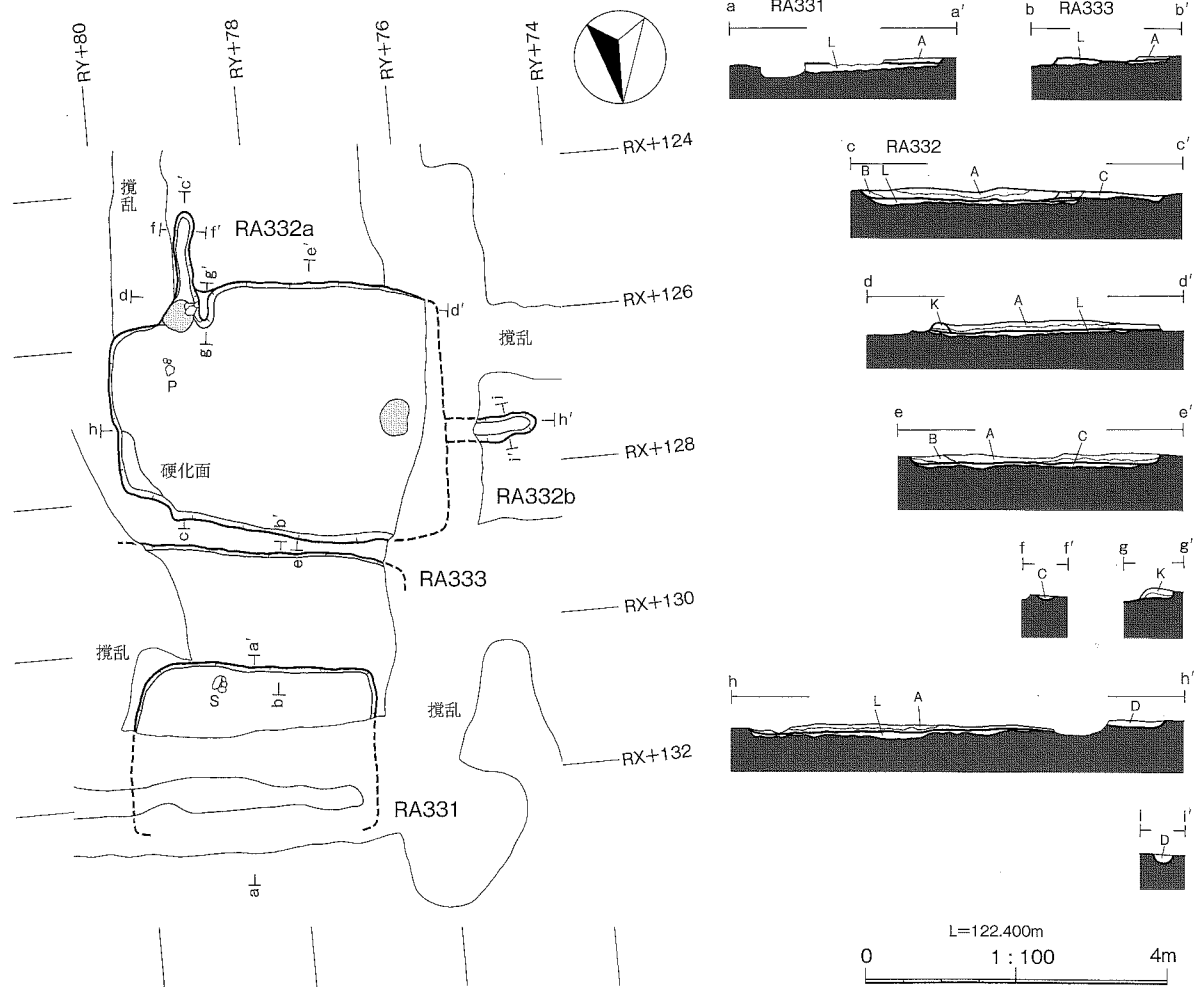 RY+80
RY+78
RY+76
RY+74
RX+124
RX+126
RX+128
RX+130
RX+132
撹乱
c'
f
f'
RA332a
e'
g'
d
d'
g
撹乱
P
h
i
h'
i'
硬化面
RA332b
c
b'
e
RA333
撹乱
a'
S
b
撹乱
RA331
a
a RA331 a'
L A
b RA333 b'
L A
c RA332 c'
B L A C
d d'
K A L
e e'
B A C
f f'
C
g g'
K
h h'
L A D
i i'
D
L=122.400m
0 1：100 4m